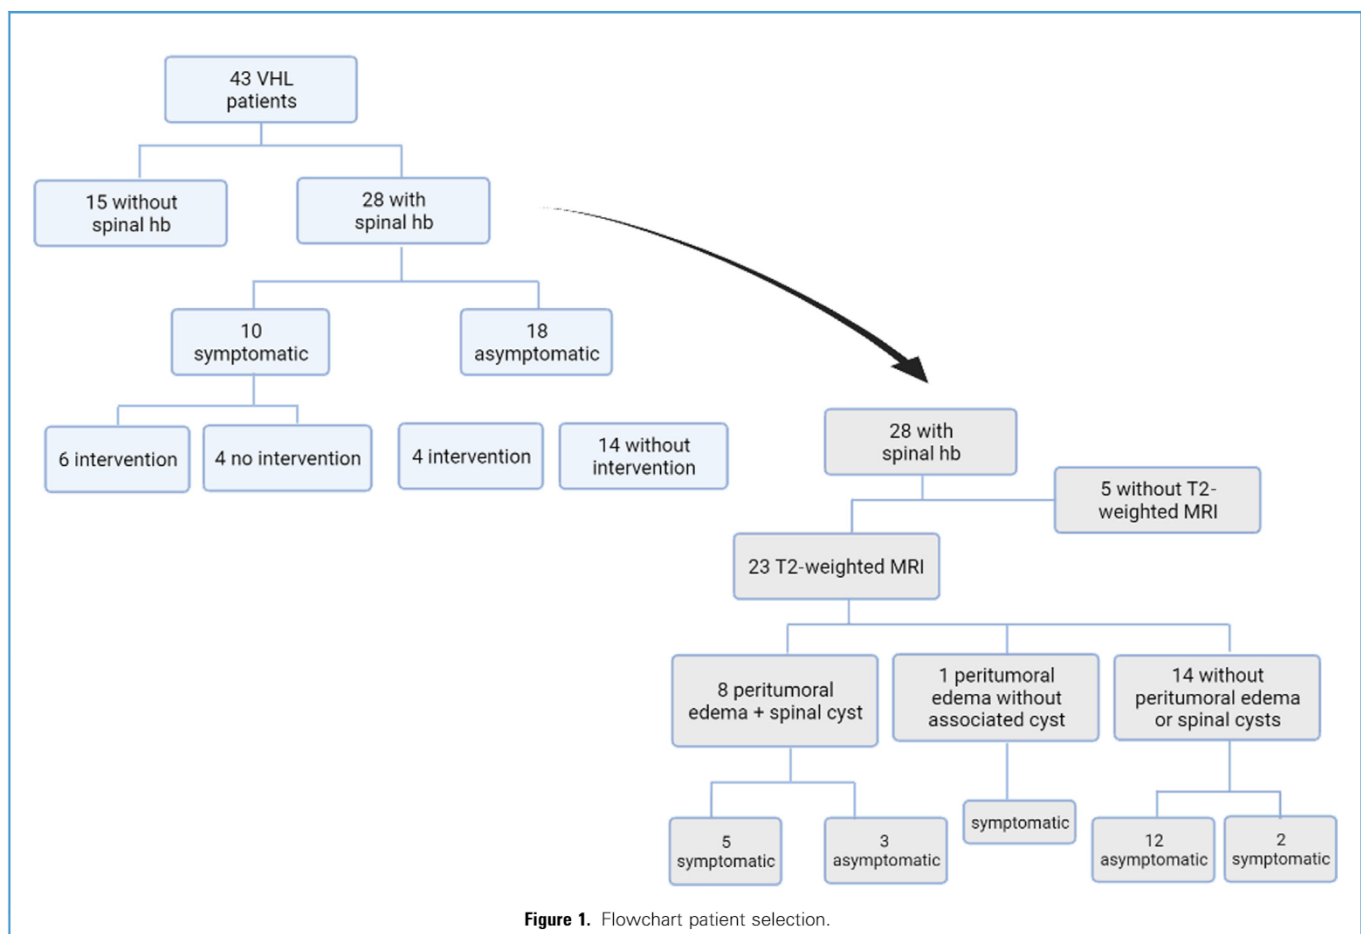 43 VHL
patients
15 without
spinal hb
28 with
spinal hb
10
symptomatic
18
asymptomatic
6 intervention
4 no intervention
4 intervention
14 without
intervention
28 with
spinal hb
5 without T2-
weighted MRI
23 T2-weighted MRI
8 peritumoral
edema + spinal cyst
1 peritumoral
edema without
associated cyst
14 without
peritumoral edema
or spinal cysts
5
symptomatic
3
asymptomatic
symptomatic
12
asymptomatic
2
symptomatic
Figure 1. Flowchart patient selection.